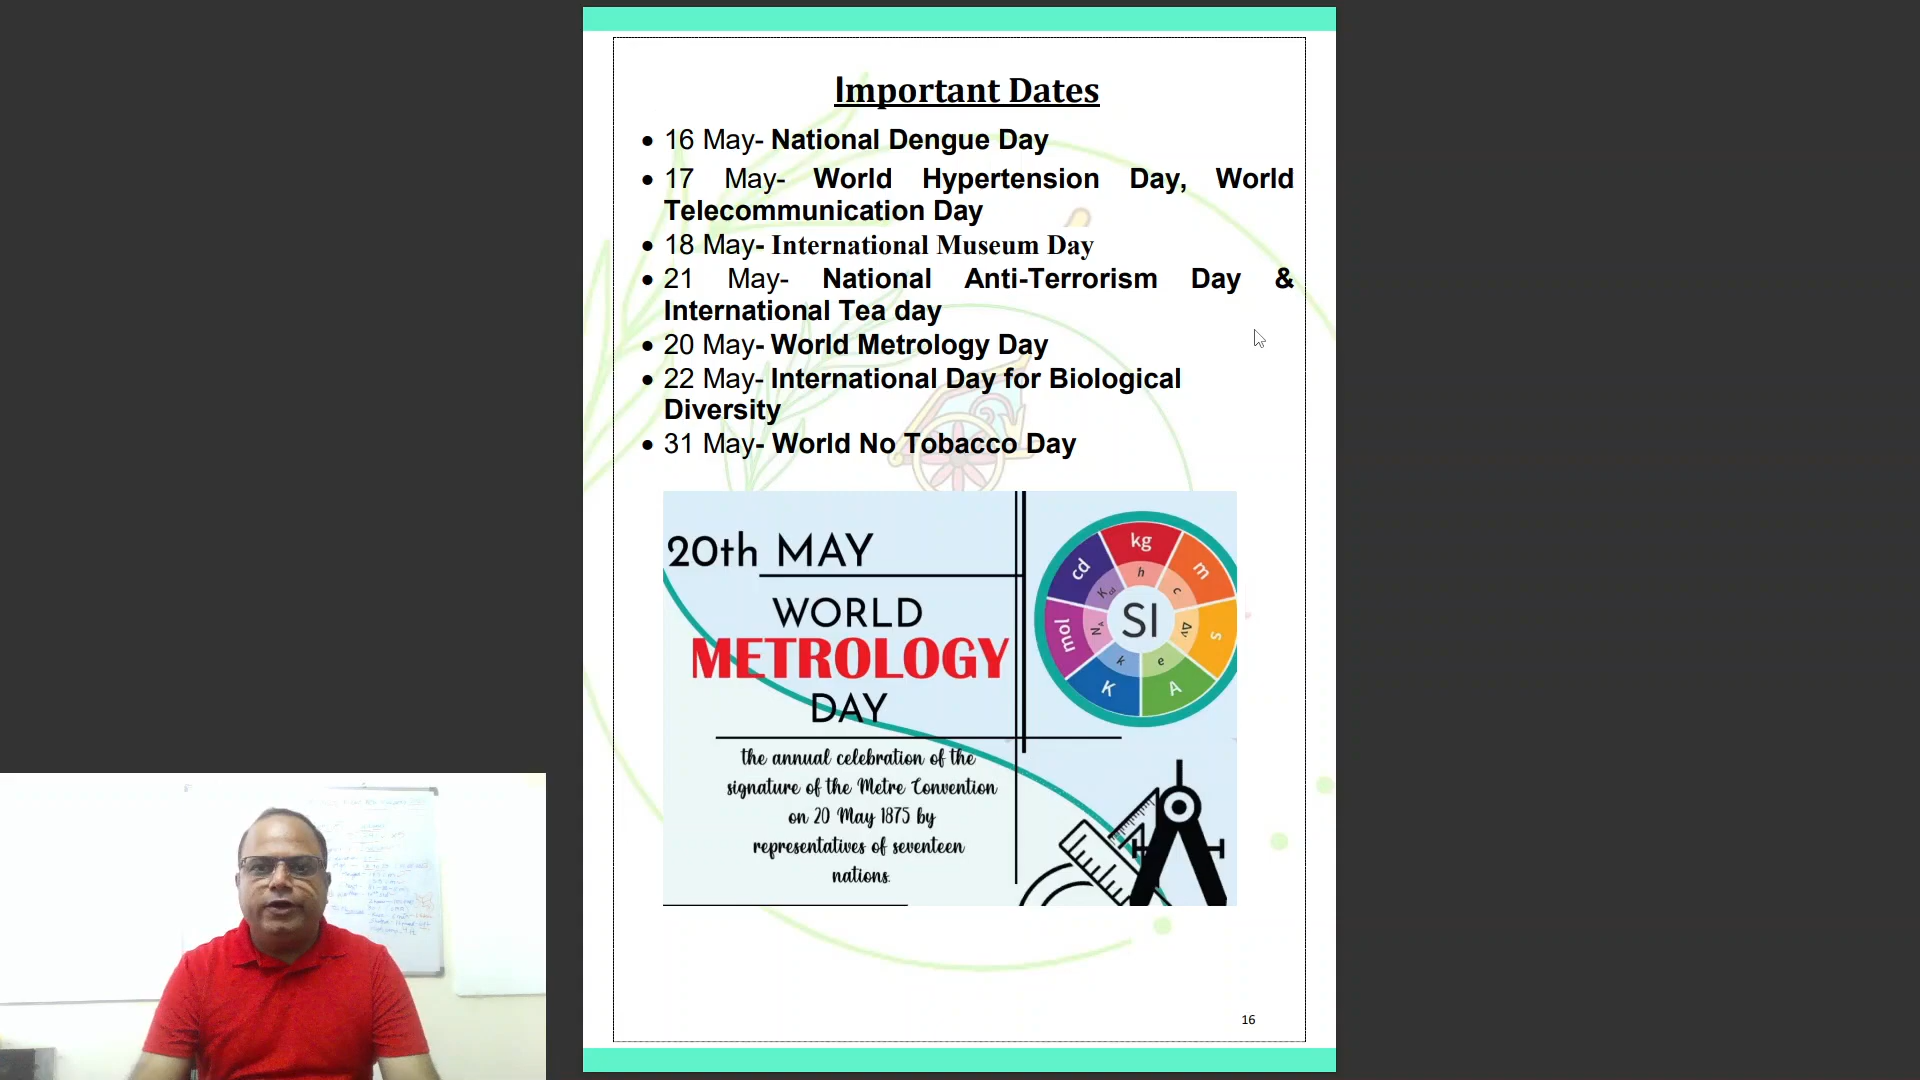 Important Dates
• 16 May- National Dengue Day
• 17 May- World Hypertension Day, World
Telecommunication Day
• 18 May- International Museum Day
• 21 May- National Anti-Terrorism Day &
International Tea day
• 20 May- World Metrology Day
• 22 May- International Day for Biological
Diversity
• 31 May- World No Tobacco Day
20th MAY
WORLD
METROLOGY
DAY
the annual celebration of the
signature of the Metre Convention
on 20 May 1875 by
representatives of seventeen
nations.
kg
m
s
A
K
mol
cd
h
c
Δν
e
k
N_A
K_cd
SI
16